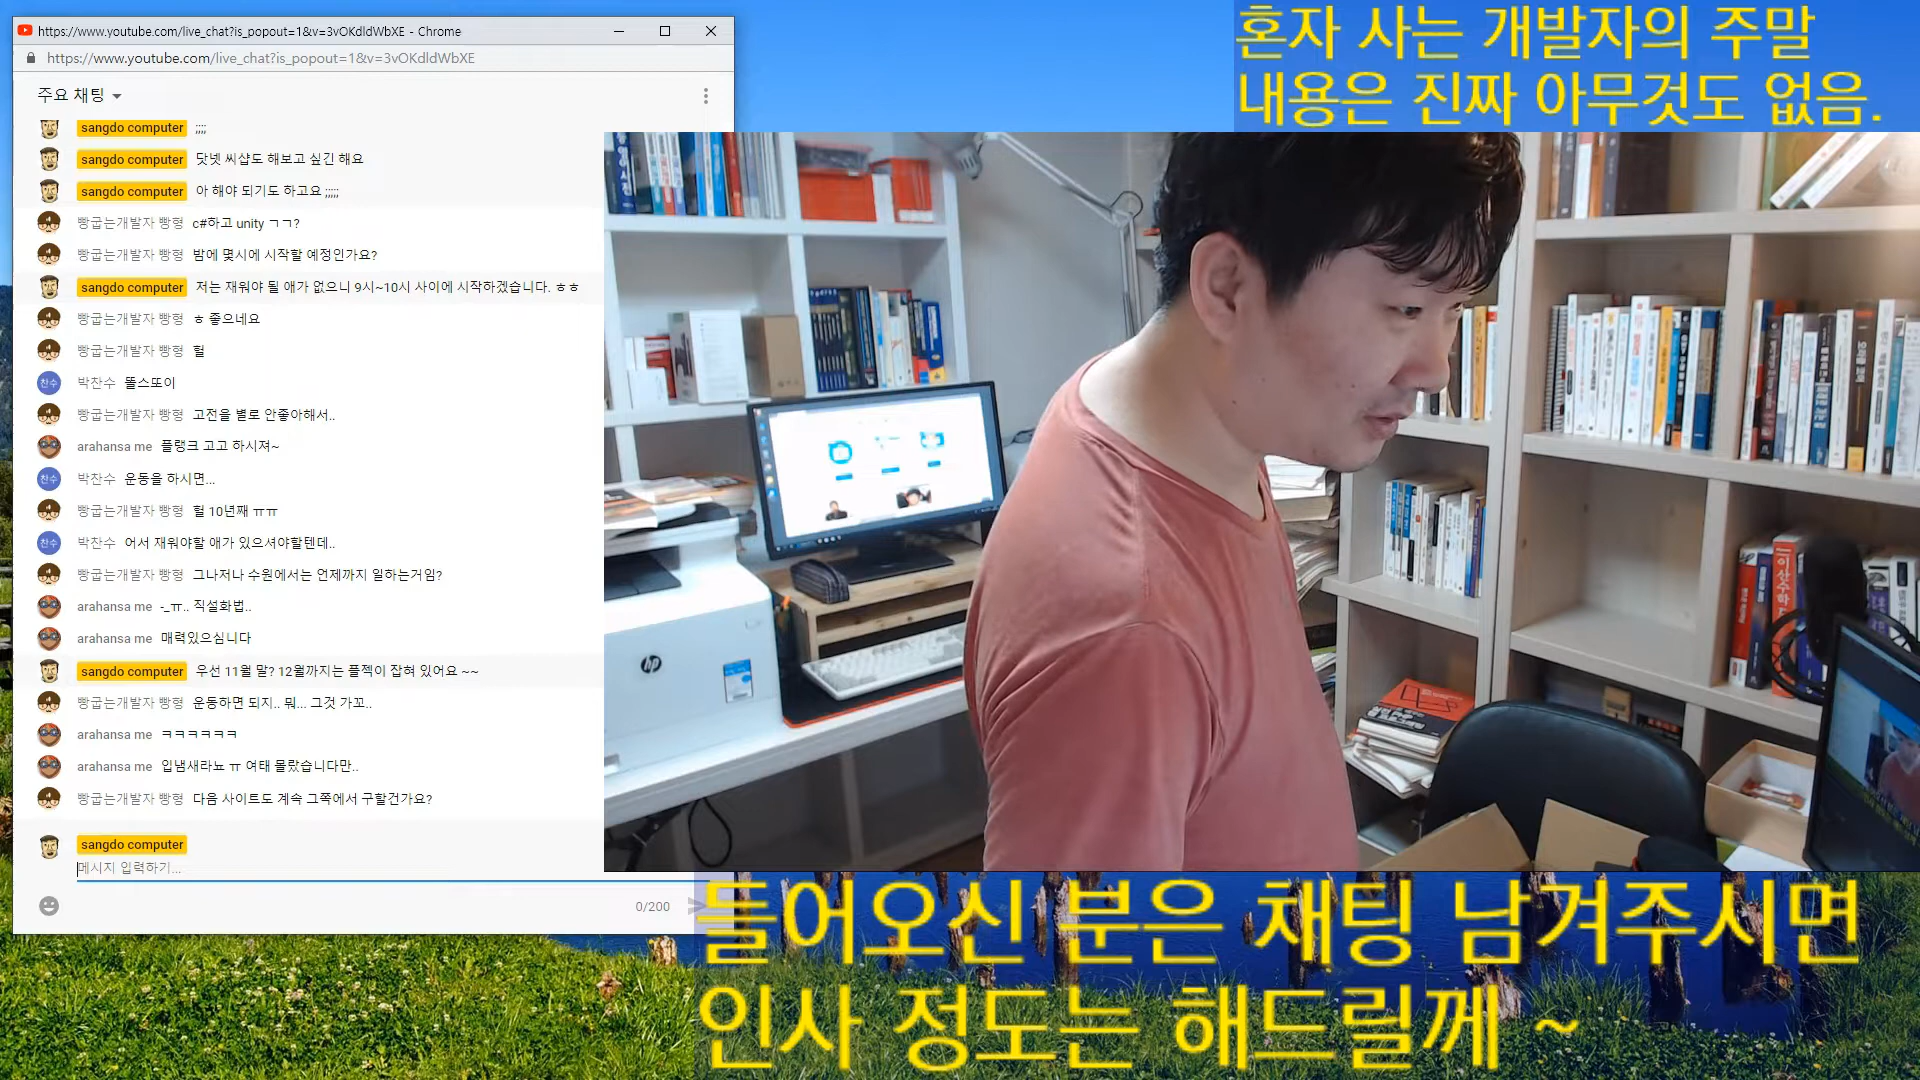 https://www.youtube.com/live_chat?is_popout=1&v=3vOKdldWbXE - Chrome
https://www.youtube.com/live_chat?is_popout=1&v=3vOKdldWbXE
주요 채팅
sangdo computer ;;;;
sangdo computer 닷넷 씨샵도 해보고 싶긴 해요
sangdo computer 아 해야 되기도 하고요 ;;;;;
빵굽는개발자 빵형 c#하고 unity ㄱㄱ?
빵굽는개발자 빵형 밤에 몇시에 시작할 예정인가요?
sangdo computer 저는 재워야 될 애가 없으니 9시~10시 사이에 시작하겠습니다. ㅎㅎ
빵굽는개발자 빵형 ㅎ 좋으네요
빵굽는개발자 빵형 헐
찬수 박찬수 똘스또이
빵굽는개발자 빵형 고전을 별로 안좋아해서..
arahansa me 플랭크 고고 하시져~
찬수 박찬수 운동을 하시면...
빵굽는개발자 빵형 헐 10년째 ㅠㅠ
찬수 박찬수 어서 재워야할 애가 있으셔야할텐데..
빵굽는개발자 빵형 그나저나 수원에서는 언제까지 일하는거임?
arahansa me -_ㅠ.. 직설화법..
arahansa me 매력있으심니다
sangdo computer 우선 11월 말? 12월까지는 플젝이 잡혀 있어요 ~~
빵굽는개발자 빵형 운동하면 되지.. 뭐... 그것 가꼬..
arahansa me ㅋㅋㅋㅋㅋㅋ
arahansa me 입냄새라뇨 ㅠ 여태 몰랐습니다만..
빵굽는개발자 빵형 다음 사이트도 계속 그쪽에서 구할건가요?
sangdo computer
메시지 입력하기...
0/200
혼자 사는 개발자의 주말
내용은 진짜 아무것도 없음.
hp
이산수학
들어오신 분은 채팅 남겨주시면
인사 정도는 해드릴께 ~